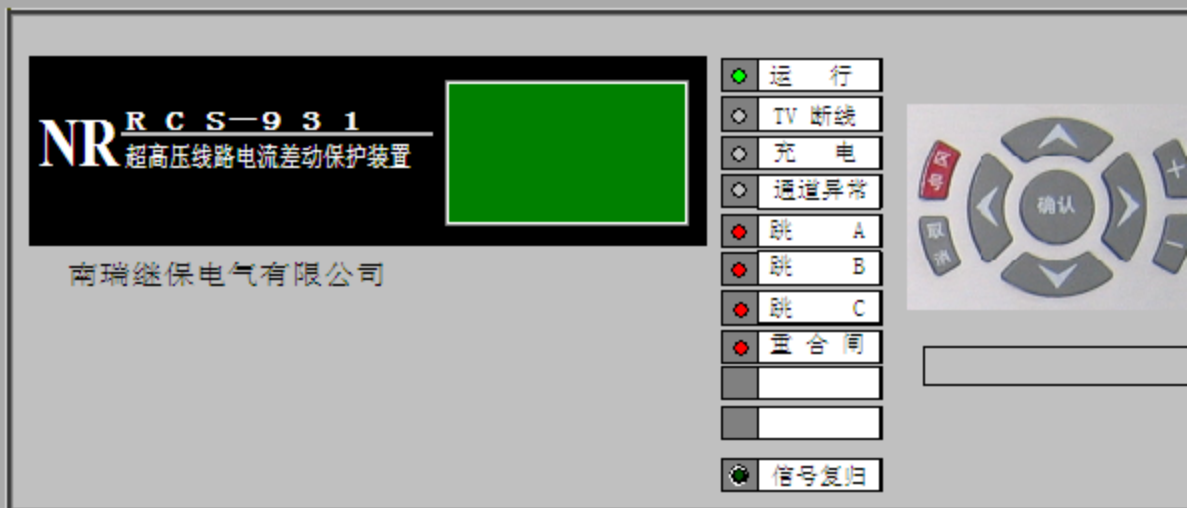 NR
RCS-931
超高压线路电流差动保护装置
南瑞继保电气有限公司
运 行
TV 断线
充 电
通道异常
跳 A
跳 B
跳 C
重 合 闸
信号复归
区号
取消
确认
+
-